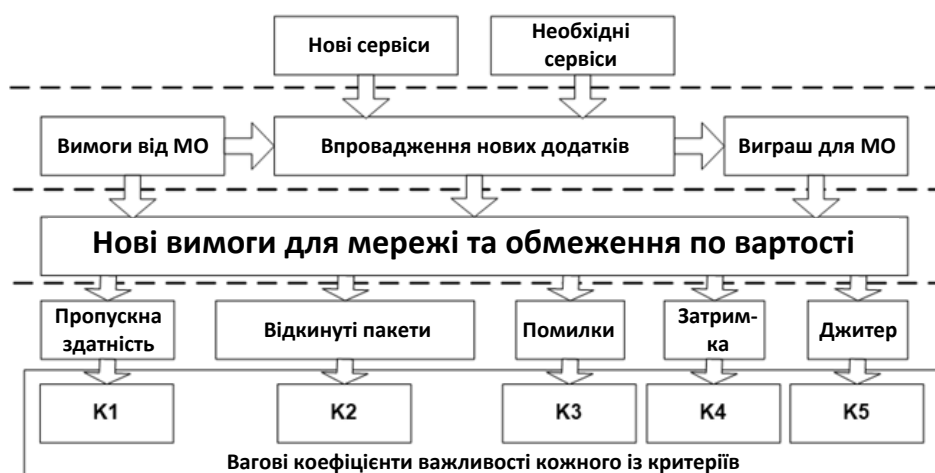 Нові сервіси
Необхідні
сервіси
Вимоги від МО
Впровадження нових додатків
Виграш для МО
Нові вимоги для мережі та обмеження по вартості
Пропускна
здатність
Відкинуті пакети
Помилки
Затрим-
ка
Джитер
K1
K2
K3
K4
K5
Вагові коефіцієнти важливості кожного із критеріїв